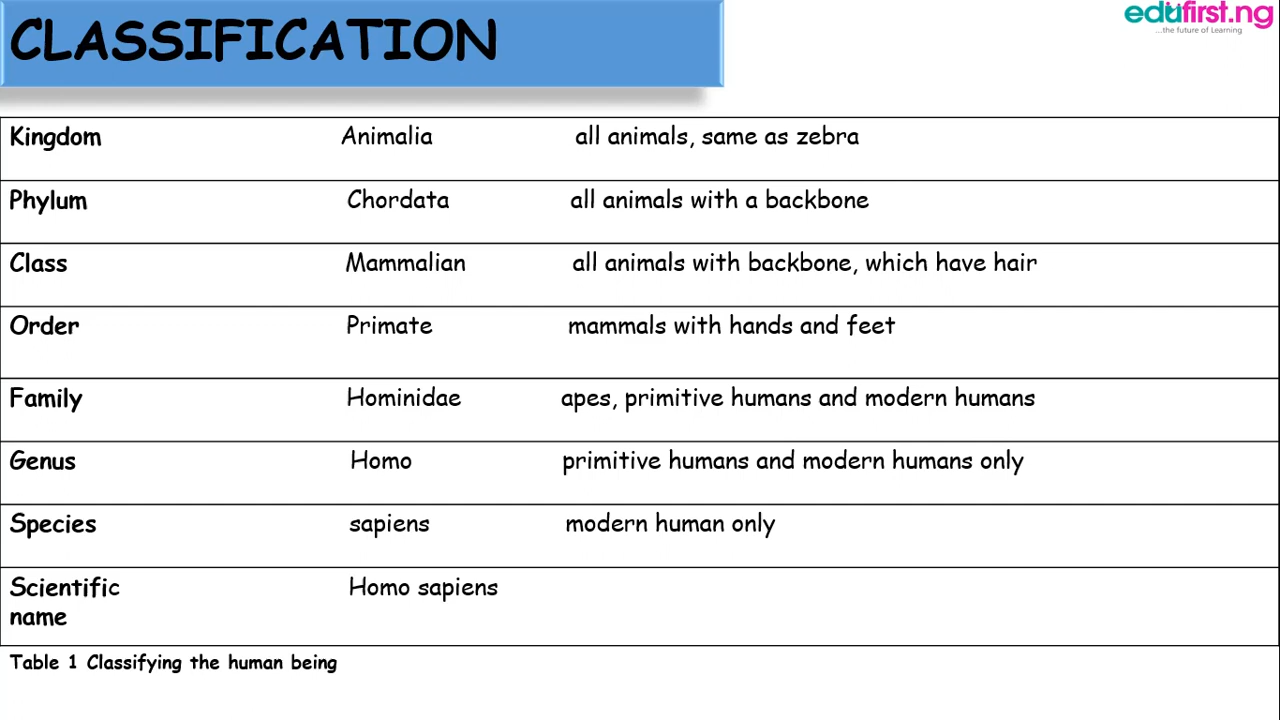 CLASSIFICATION
edufirst.ng
...the future of Learning
Kingdom Animalia all animals, same as zebra
Phylum Chordata all animals with a backbone
Class Mammalian all animals with backbone, which have hair
Order Primate mammals with hands and feet
Family Hominidae apes, primitive humans and modern humans
Genus Homo primitive humans and modern humans only
Species sapiens modern human only
Scientific Homo sapiens
name
Table 1 Classifying the human being